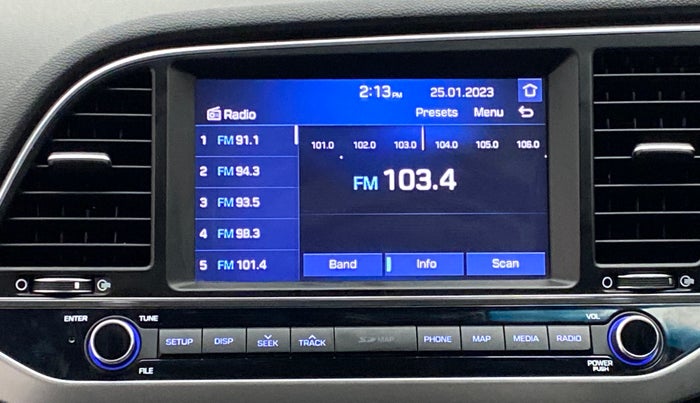 2:13 PM 25.01.2023
Radio Presets Menu
1 FM 91.1
2 FM 94.3
3 FM 93.5
4 FM 98.3
5 FM 101.4
101.0 102.0 103.0 104.0 105.0 106.0
FM 103.4
Band Info Scan
ENTER TUNE
FILE
SETUP DISP SEEK TRACK SD MAP PHONE MAP MEDIA RADIO
VOL
POWER
PUSH